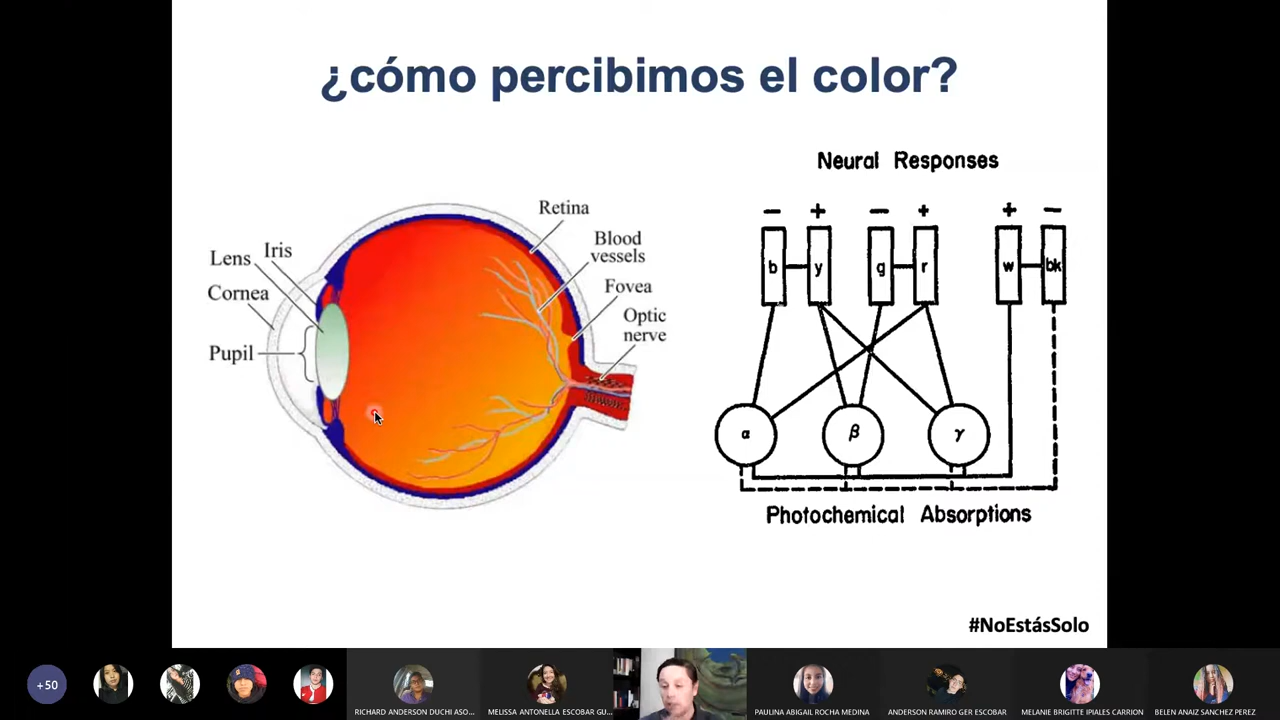 ¿cómo percibimos el color?
Retina
Blood
vessels
Fovea
Optic
nerve
Lens
Iris
Cornea
Pupil
Neural Responses
− + − + + −
b y g r w bk
α β γ
Photochemical Absorptions
#NoEstásSolo
+50
RICHARD ANDERSON DUCHI ASO...
MELISSA ANTONELLA ESCOBAR GU...
PAULINA ABIGAIL ROCHA MEDINA
ANDERSON RAMIRO GER ESCOBAR
MELANIE BRIGITTE IPIALES CARRION
BELEN ANAIZ SANCHEZ PEREZ